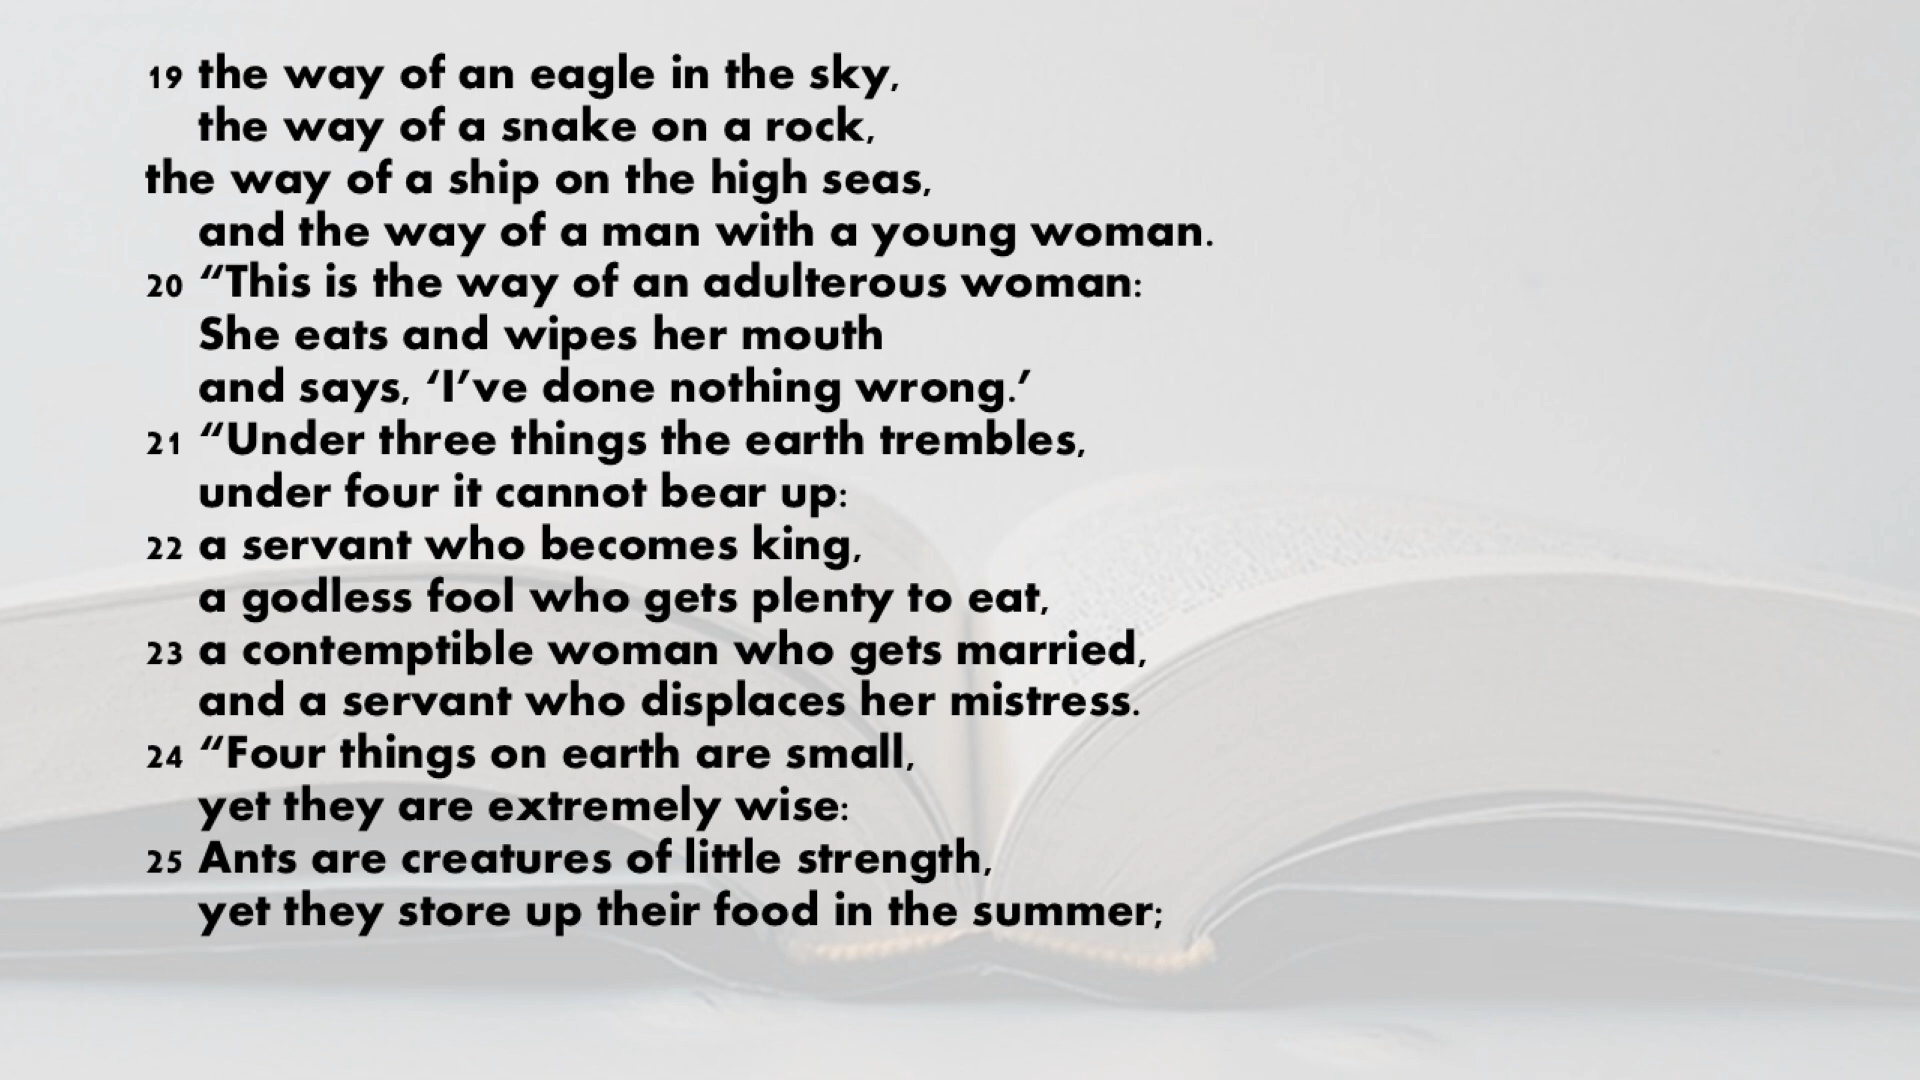 19 the way of an eagle in the sky,
the way of a snake on a rock,
the way of a ship on the high seas,
and the way of a man with a young woman.
20 “This is the way of an adulterous woman:
She eats and wipes her mouth
and says, ‘I’ve done nothing wrong.’
21 “Under three things the earth trembles,
under four it cannot bear up:
22 a servant who becomes king,
a godless fool who gets plenty to eat,
23 a contemptible woman who gets married,
and a servant who displaces her mistress.
24 “Four things on earth are small,
yet they are extremely wise:
25 Ants are creatures of little strength,
yet they store up their food in the summer;